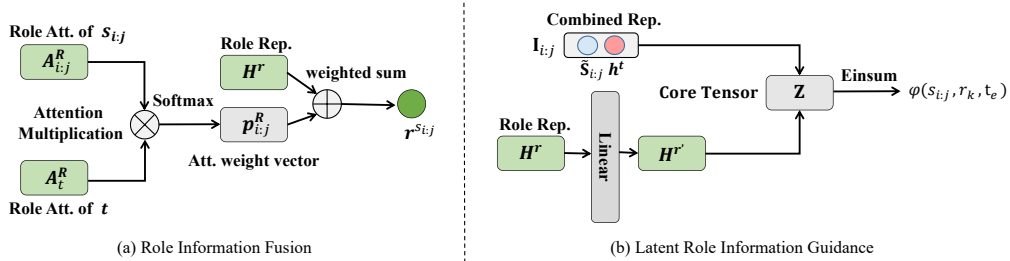 Role Att. of s_{i:j}
A^R_{i:j}
Attention
Multiplication
Softmax
A^R_t
Role Att. of t
Role Rep.
H^r
weighted sum
p^R_{i:j}
Att. weight vector
r^{s_{i:j}}
(a) Role Information Fusion
Combined Rep.
I_{i:j}
S̃_{i:j} h^t
Role Rep.
H^r
Linear
H^{r'}
Core Tensor
Z
Einsum
φ(s_{i:j}, r_k, t_e)
(b) Latent Role Information Guidance